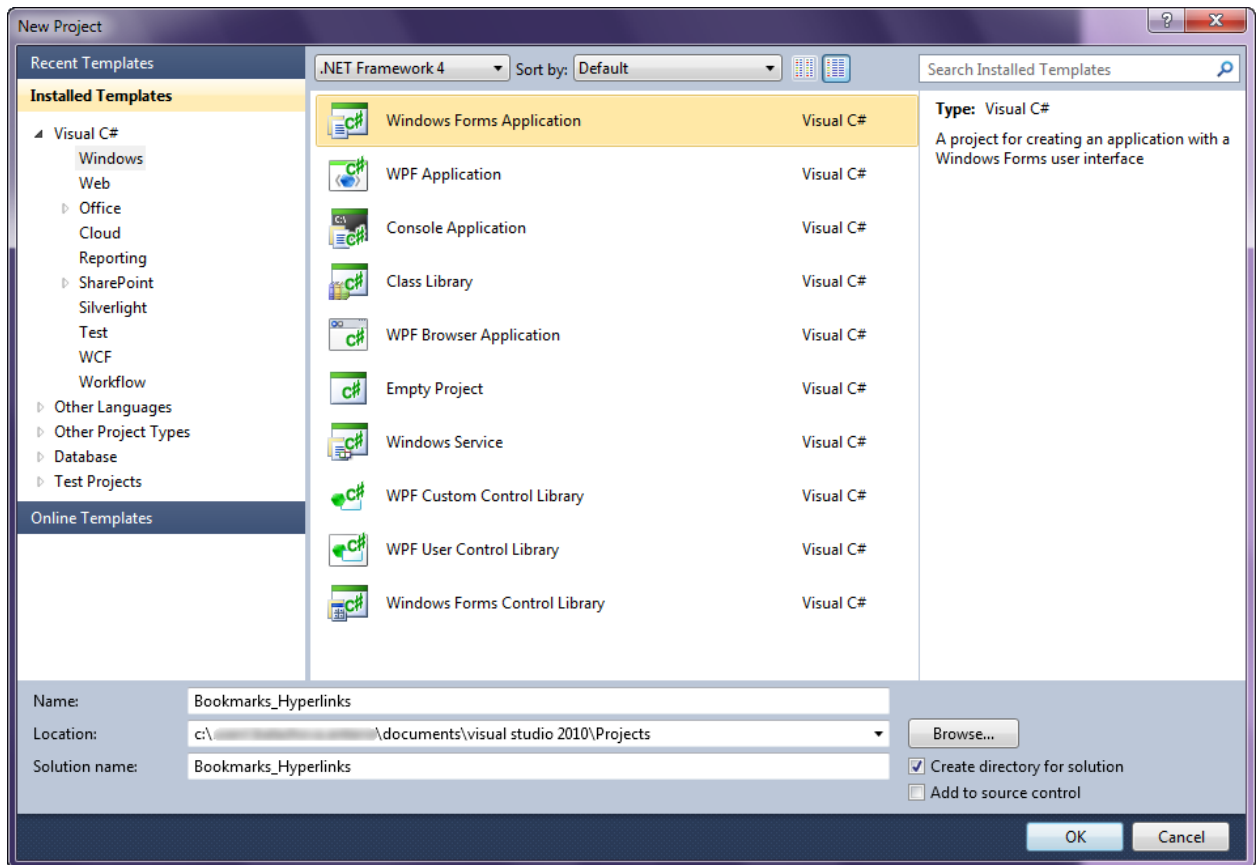 New Project
Recent Templates
Installed Templates
Visual C#
Windows
Web
Office
Cloud
Reporting
SharePoint
Silverlight
Test
WCF
Workflow
Other Languages
Other Project Types
Database
Test Projects
Online Templates
.NET Framework 4 Sort by: Default
Windows Forms Application Visual C#
WPF Application Visual C#
Console Application Visual C#
Class Library Visual C#
WPF Browser Application Visual C#
Empty Project Visual C#
Windows Service Visual C#
WPF Custom Control Library Visual C#
WPF User Control Library Visual C#
Windows Forms Control Library Visual C#
Search Installed Templates
Type: Visual C#
A project for creating an application with a
Windows Forms user interface
Name: Bookmarks_Hyperlinks
Location: c:\ \documents\visual studio 2010\Projects
Browse...
Solution name: Bookmarks_Hyperlinks
Create directory for solution
Add to source control
OK Cancel